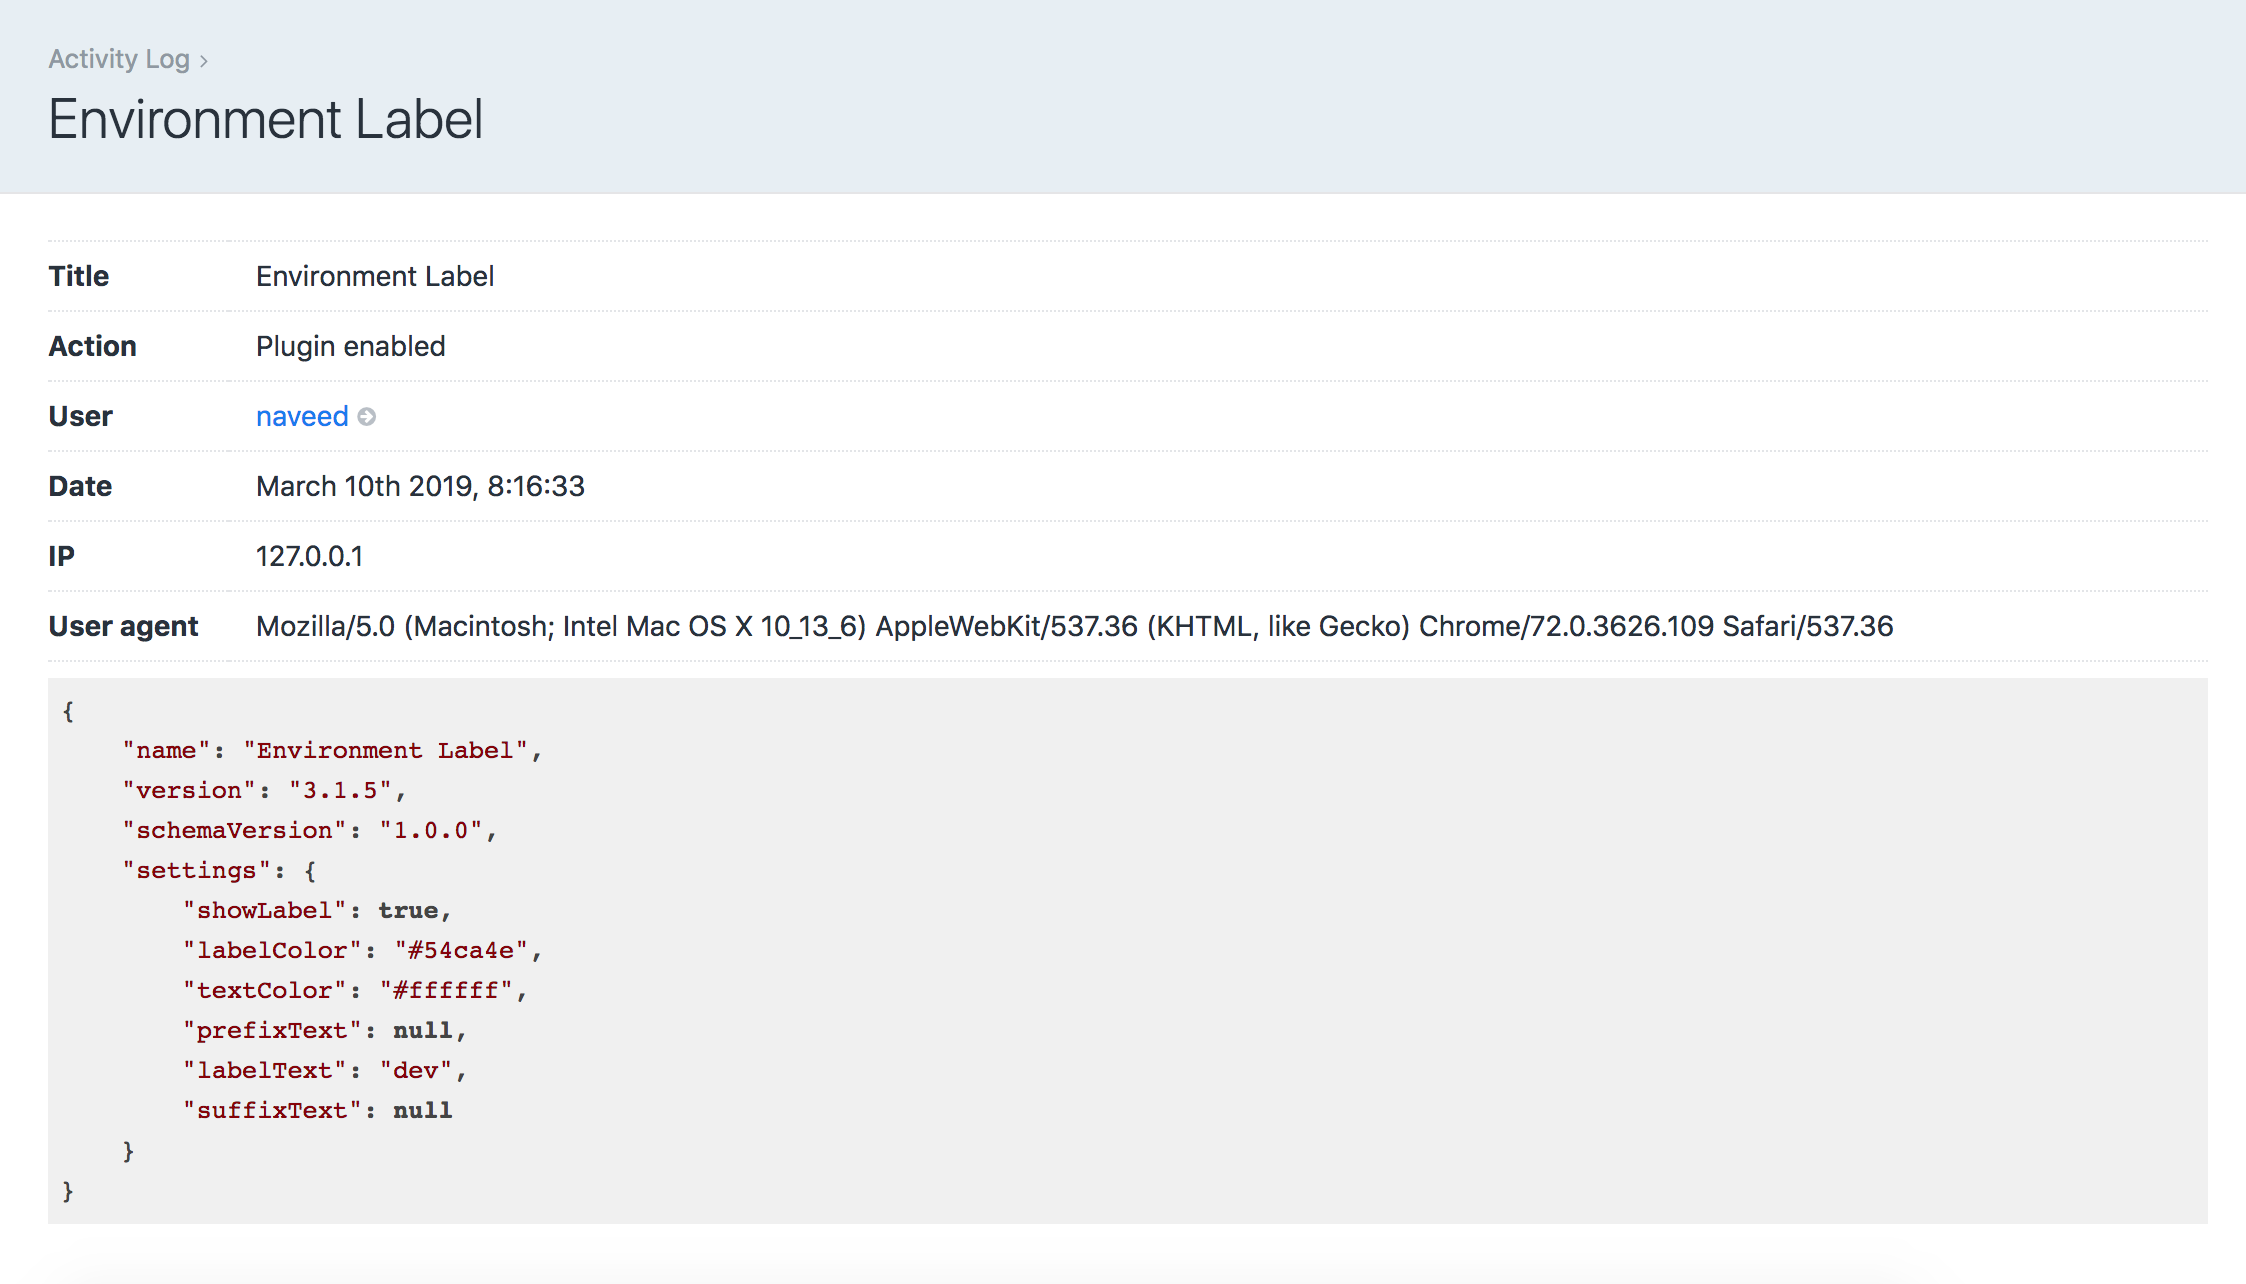 Activity Log ›
Environment Label
Title Environment Label
Action Plugin enabled
User naveed
Date March 10th 2019, 8:16:33
IP 127.0.0.1
User agent Mozilla/5.0 (Macintosh; Intel Mac OS X 10_13_6) AppleWebKit/537.36 (KHTML, like Gecko) Chrome/72.0.3626.109 Safari/537.36
{
    "name": "Environment Label",
    "version": "3.1.5",
    "schemaVersion": "1.0.0",
    "settings": {
        "showLabel": true,
        "labelColor": "#54ca4e",
        "textColor": "#ffffff",
        "prefixText": null,
        "labelText": "dev",
        "suffixText": null
    }
}